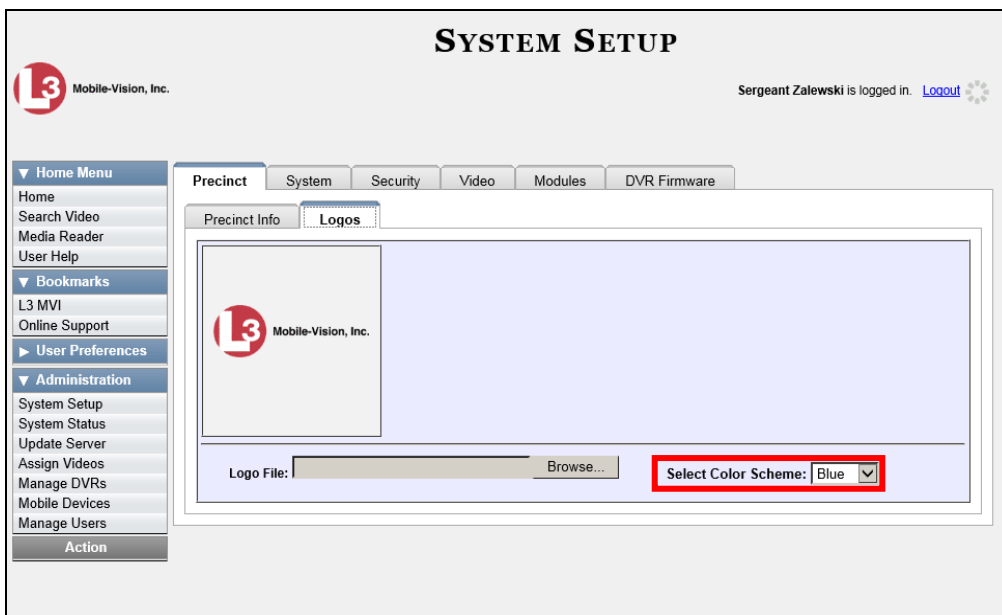 SYSTEM SETUP
L3 Mobile-Vision, Inc.
Sergeant Zalewski is logged in. Logout
▼ Home Menu
Home
Search Video
Media Reader
User Help
▼ Bookmarks
L3 MVI
Online Support
▶ User Preferences
▼ Administration
System Setup
System Status
Update Server
Assign Videos
Manage DVRs
Mobile Devices
Manage Users
Action
Precinct System Security Video Modules DVR Firmware
Precinct Info Logos
L3 Mobile-Vision, Inc.
Logo File: Browse... Select Color Scheme: Blue